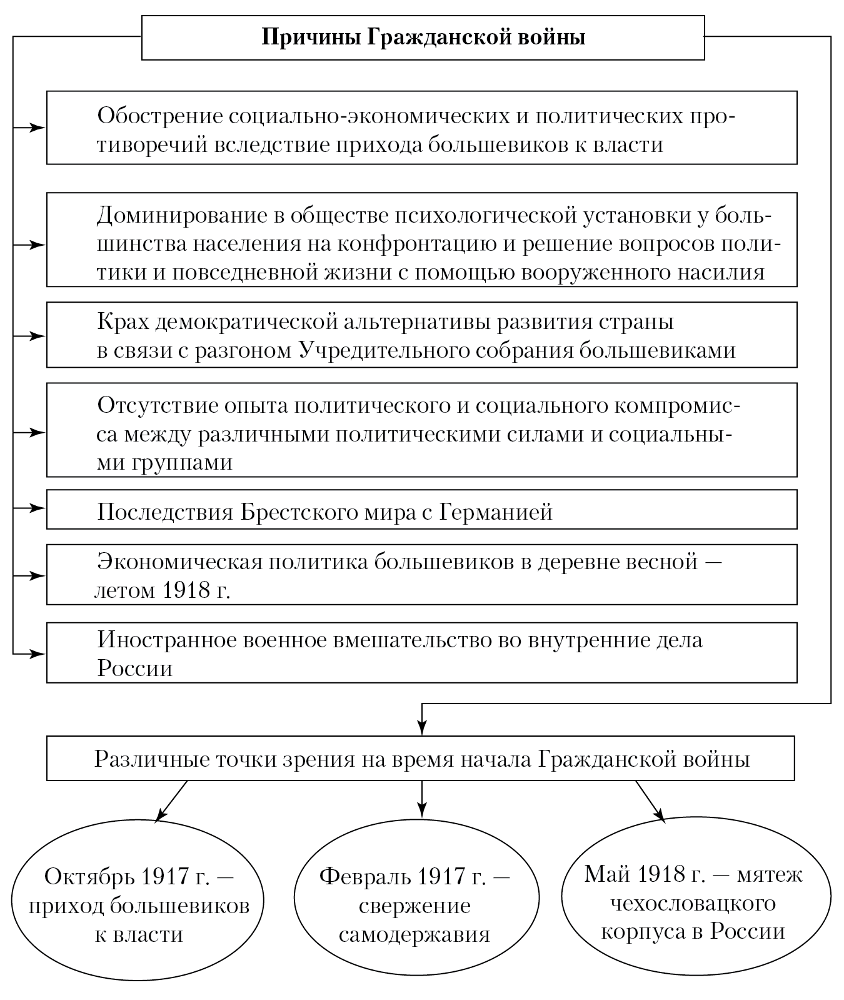 Причины Гражданской войны
Обострение социально-экономических и политических про-
тиворечий вследствие прихода большевиков к власти
Доминирование в обществе психологической установки у боль-
шинства населения на конфронтацию и решение вопросов поли-
тики и повседневной жизни с помощью вооруженного насилия
Крах демократической альтернативы развития страны
в связи с разгоном Учредительного собрания большевиками
Отсутствие опыта политического и социального компромис-
са между различными политическими силами и социальны-
ми группами
Последствия Брестского мира с Германией
Экономическая политика большевиков в деревне весной —
летом 1918 г.
Иностранное военное вмешательство во внутренние дела
России
Различные точки зрения на время начала Гражданской войны
Октябрь 1917 г. —
приход большевиков
к власти
Февраль 1917 г. —
свержение
самодержавия
Май 1918 г. — мятеж
чехословацкого
корпуса в России